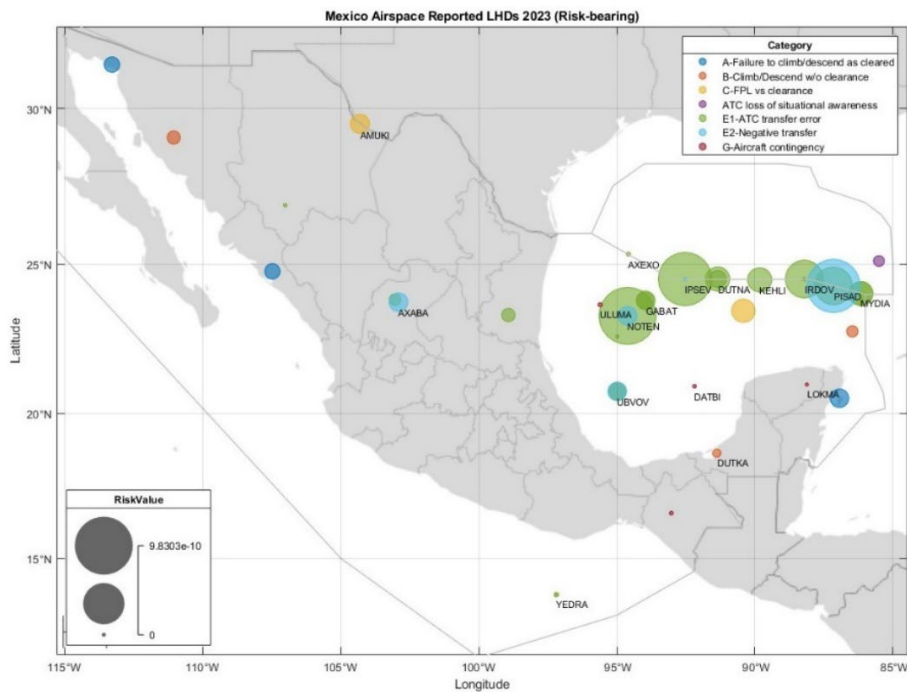 Mexico Airspace Reported LHDs 2023 (Risk-bearing)
Category
A-Failure to climb/descend as cleared
B-Climb/Descend w/o clearance
C-FPL vs clearance
ATC loss of situational awareness
E1-ATC transfer error
E2-Negative transfer
G-Aircraft contingency
30°N
AMUKI
25°N
AXEXO
IPSEV
DUTNA
KEHLI
IRDOV
PISAD
MYDIA
AXABA
ULUMA
GABAT
NOTEN
Latitude
20°N
UBVOV
DATBI
LOKMA
DUTKA
RiskValue
9.8303e-10
0
15°N
YEDRA
115°W
110°W
105°W
100°W
95°W
90°W
85°W
Longitude